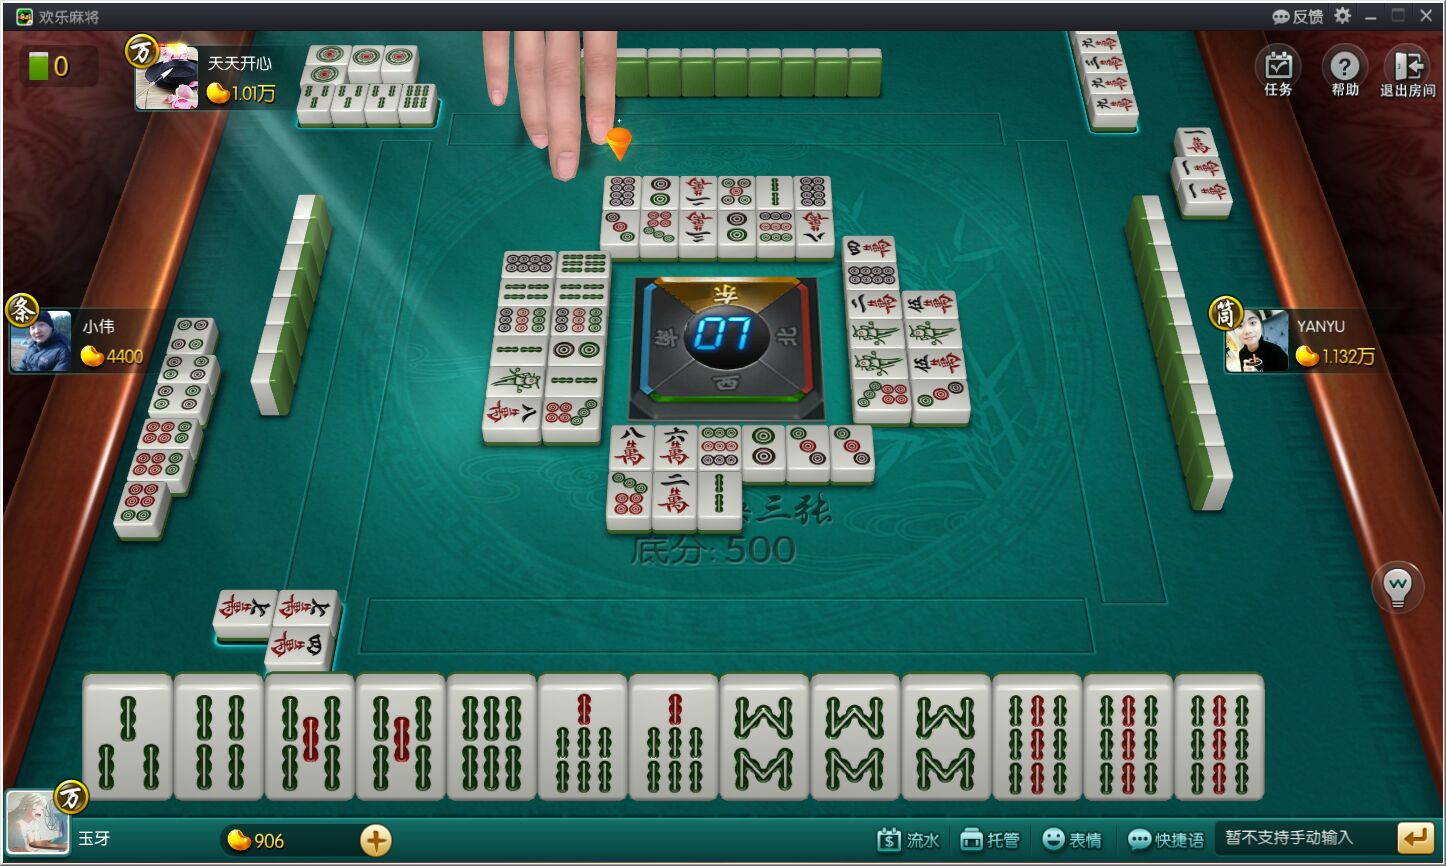 欢乐麻将
反馈
0
万
天天开心
1.01万
任务
帮助
退出房间
条
小伟
4400
筒
YANYU
1.132万
东
北
西
07
三张
底分: 500
万
玉牙
906
流水
托管
表情
快捷语
暂不支持手动输入